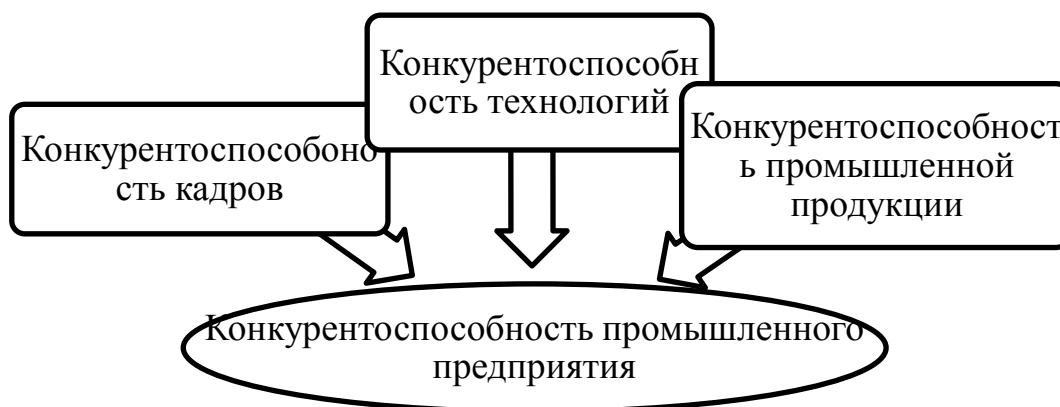 Конкурентоспособн
ость технологий
Конкурентоспособоно
сть кадров
Конкурентоспособност
ь промышленной
продукции
Конкурентоспособность промышленного
предприятия